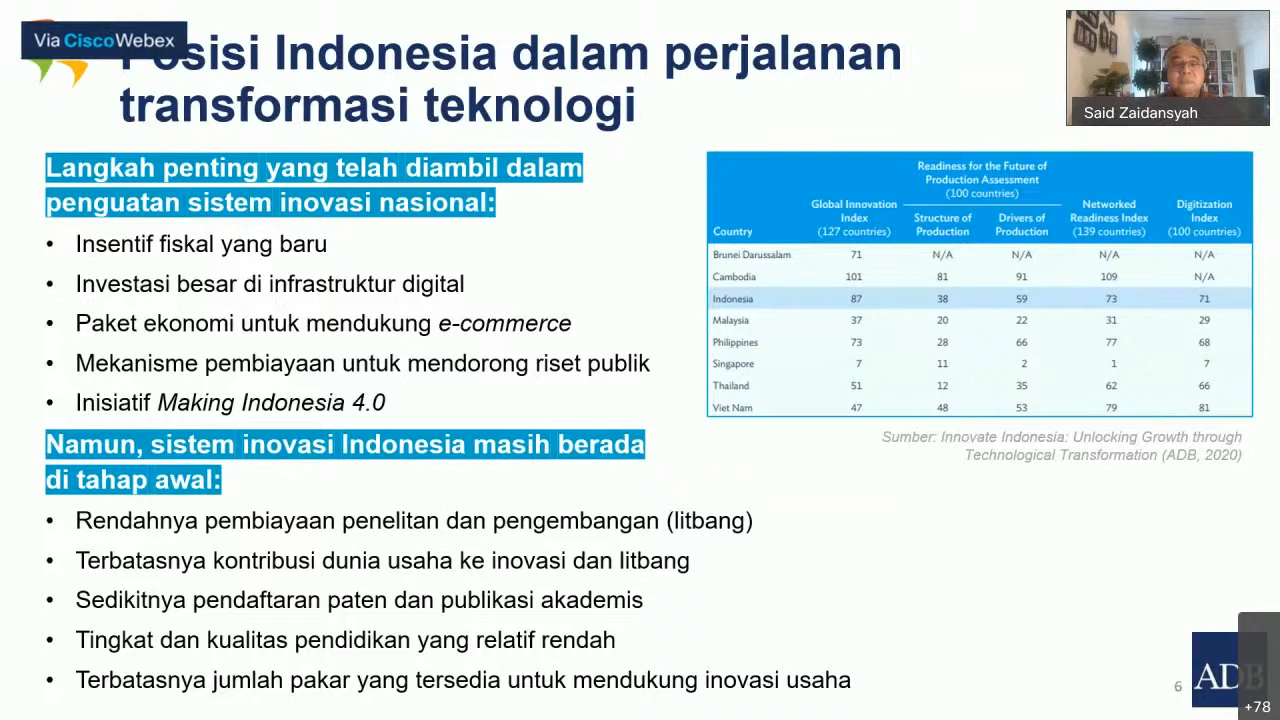 Via CiscoWebex
Posisi Indonesia dalam perjalanan
transformasi teknologi
Said Zaidansyah
Langkah penting yang telah diambil dalam
penguatan sistem inovasi nasional:
• Insentif fiskal yang baru
• Investasi besar di infrastruktur digital
• Paket ekonomi untuk mendukung e-commerce
• Mekanisme pembiayaan untuk mendorong riset publik
• Inisiatif Making Indonesia 4.0
Namun, sistem inovasi Indonesia masih berada
di tahap awal:
• Rendahnya pembiayaan penelitan dan pengembangan (litbang)
• Terbatasnya kontribusi dunia usaha ke inovasi dan litbang
• Sedikitnya pendaftaran paten dan publikasi akademis
• Tingkat dan kualitas pendidikan yang relatif rendah
• Terbatasnya jumlah pakar yang tersedia untuk mendukung inovasi usaha
Readiness for the Future of
Production Assessment
(100 countries)
Country Global Innovation Index (127 countries) Structure of Production Drivers of Production Networked Readiness Index (139 countries) Digitization Index (100 countries)
Brunei Darussalam 71 N/A N/A N/A N/A
Cambodia 101 81 91 109 N/A
Indonesia 87 38 59 73 71
Malaysia 37 20 22 31 29
Philippines 73 28 66 77 68
Singapore 7 11 2 1 7
Thailand 51 12 35 62 66
Viet Nam 47 48 53 79 81
Sumber: Innovate Indonesia: Unlocking Growth through
Technological Transformation (ADB, 2020)
6
ADB
+78